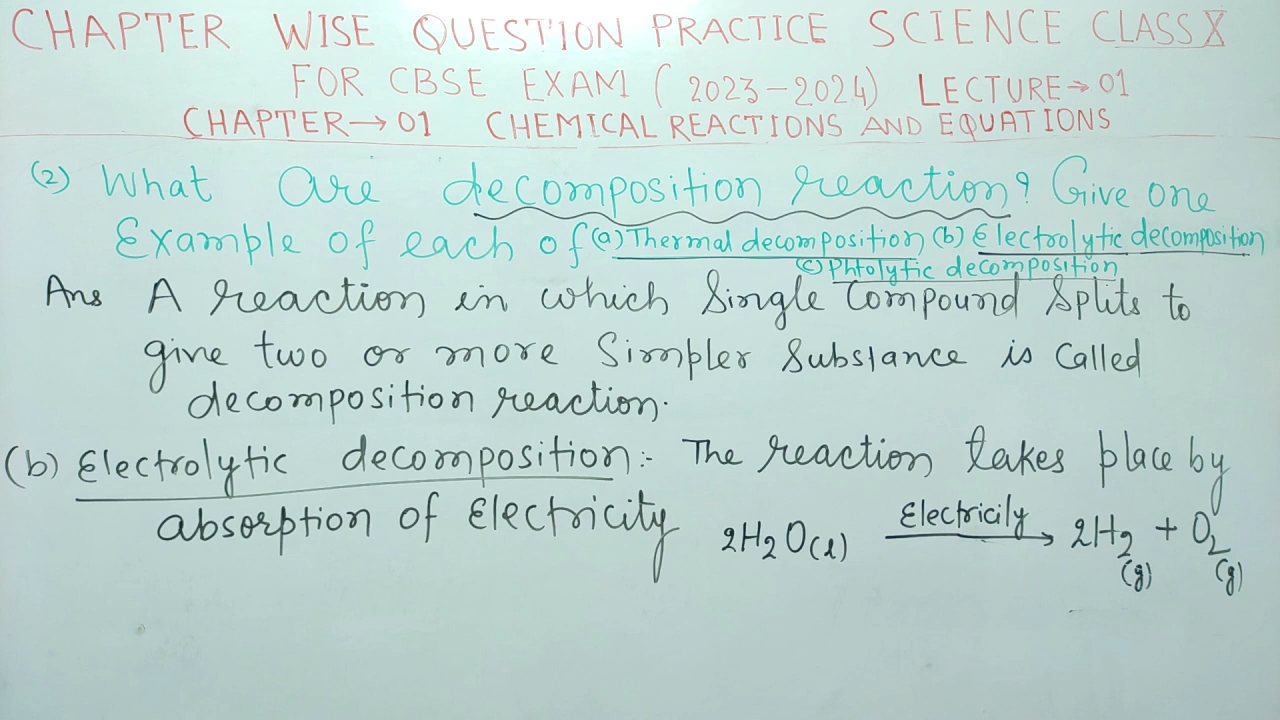 CHAPTER WISE QUESTION PRACTICE SCIENCE CLASS X
FOR CBSE EXAM (2023-2024) LECTURE→01
CHAPTER→01 CHEMICAL REACTIONS AND EQUATIONS
(2) What are decomposition reaction? Give one
Example of each of (a) Thermal decomposition (b) Electrolytic decomposition
(c) Phtolytic decomposition
Ans A reaction in which Single Compound Splits to
give two or more Simpler Substance is Called
decomposition reaction.
(b) Electrolytic decomposition:- The reaction takes place by
absorption of Electricity
2H2O(l) Electricity→ 2H2(g) + O2(g)